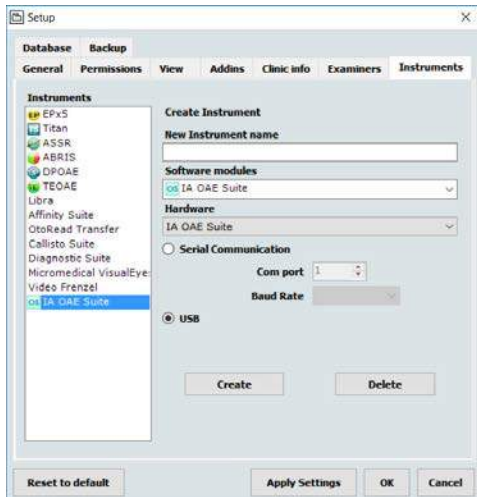 Setup
Database Backup
General Permissions View Addins Clinic info Examiners Instruments
Instruments
EP EPx5
Titan
ASSR
ABRIS
DPOAE
TEOAE
Libra
Affinity Suite
OtoRead Transfer
Callisto Suite
Diagnostic Suite
Micromedical VisualEye
Video Frenzel
OS IA OAE Suite
Create Instrument
New Instrument name
Software modules
OS IA OAE Suite
Hardware
IA OAE Suite
Serial Communication
Com port 1
Baud Rate
USB
Create Delete
Reset to default Apply Settings OK Cancel